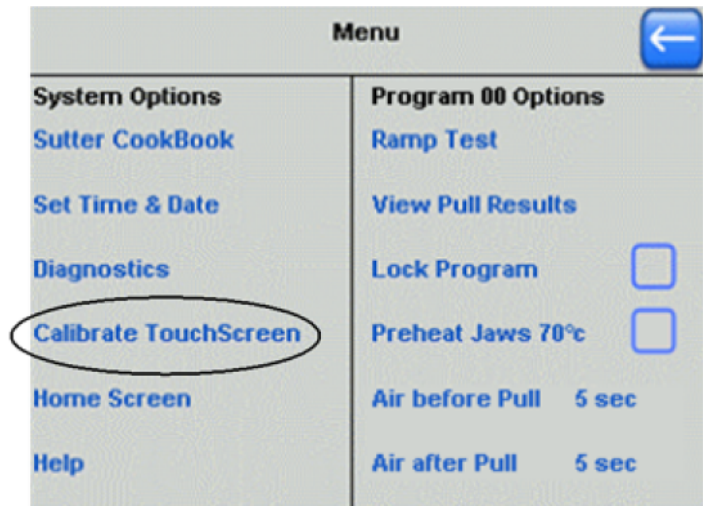 Menu
System Options
Sutter CookBook
Set Time & Date
Diagnostics
Calibrate TouchScreen
Home Screen
Help
Program 00 Options
Ramp Test
View Pull Results
Lock Program
Preheat Jaws 70°c
Air before Pull 5 sec
Air after Pull 5 sec